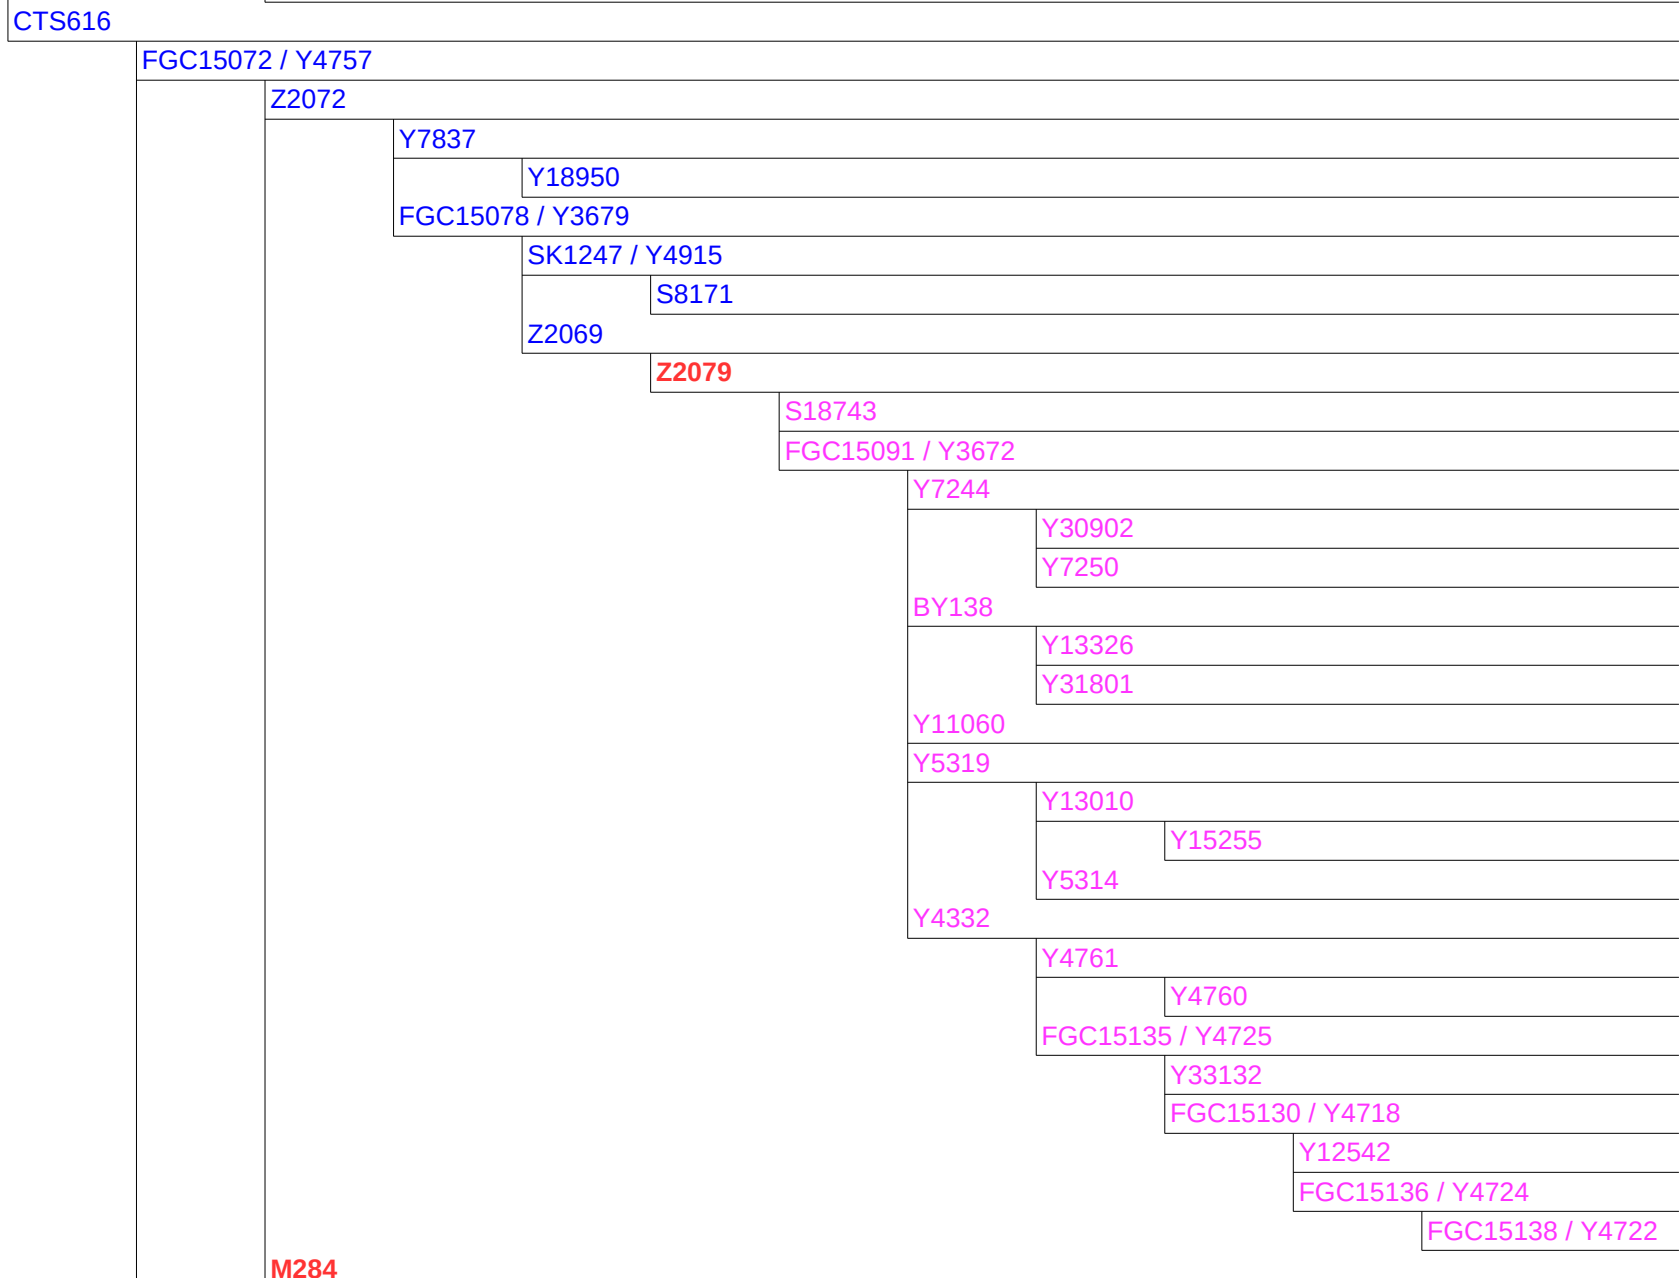 CTS616
FGC15072 / Y4757
Z2072
Y7837
Y18950
FGC15078 / Y3679
SK1247 / Y4915
S8171
Z2069
Z2079
S18743
FGC15091 / Y3672
Y7244
Y30902
Y7250
BY138
Y13326
Y31801
Y11060
Y5319
Y13010
Y15255
Y5314
Y4332
Y4761
Y4760
FGC15135 / Y4725
Y33132
FGC15130 / Y4718
Y12542
FGC15136 / Y4724
FGC15138 / Y4722
M284